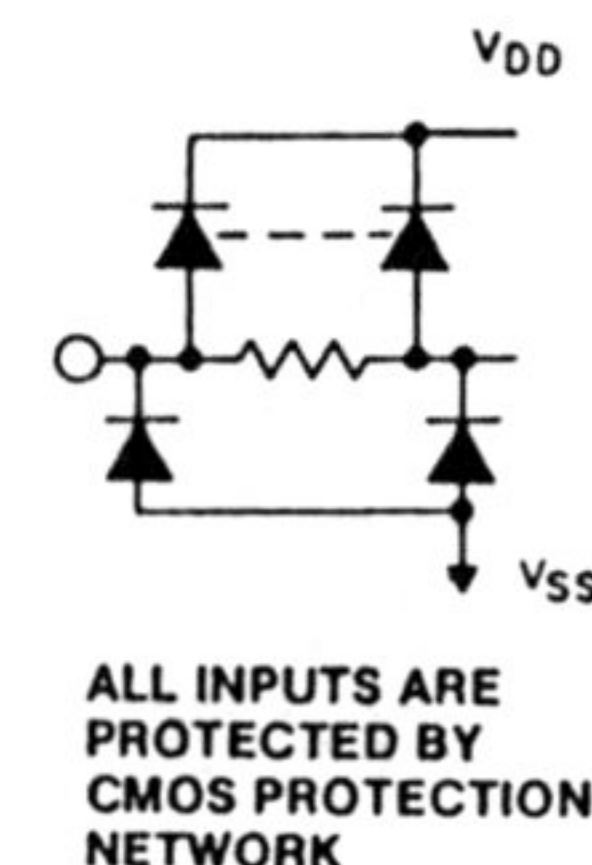 VDD
VSS
ALL INPUTS ARE
PROTECTED BY
CMOS PROTECTION
NETWORK